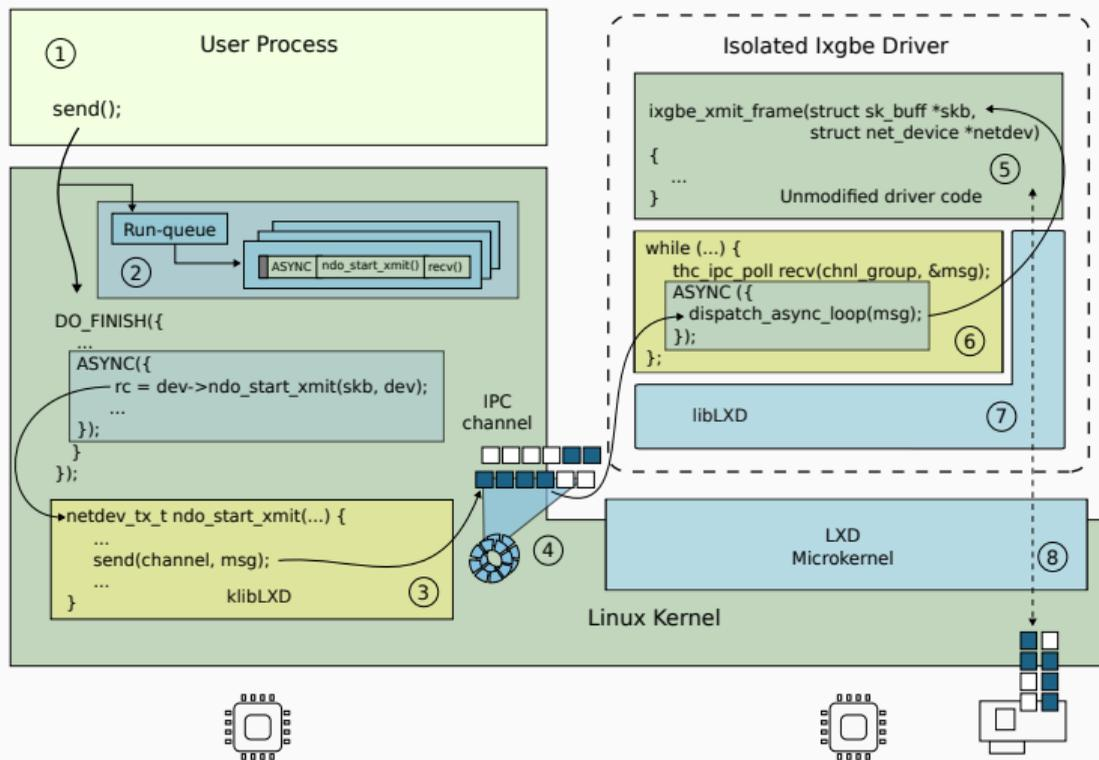 User Process
①
send();
Run-queue
②
ASYNC ndo_start_xmit() recv()
DO_FINISH({
...
ASYNC({
rc = dev->ndo_start_xmit(skb, dev);
...
});
}
});
netdev_tx_t ndo_start_xmit(...) {
...
send(channel, msg);
...
}
klibLXD
③
IPC
channel
④
Isolated Ixgbe Driver
ixgbe_xmit_frame(struct sk_buff *skb,
struct net_device *netdev)
{
...
}
⑤
Unmodified driver code
while (...) {
thc_ipc_poll recv(chnl_group, &msg);
ASYNC ({
dispatch_async_loop(msg);
});
};
⑥
libLXD
⑦
LXD
Microkernel
⑧
Linux Kernel